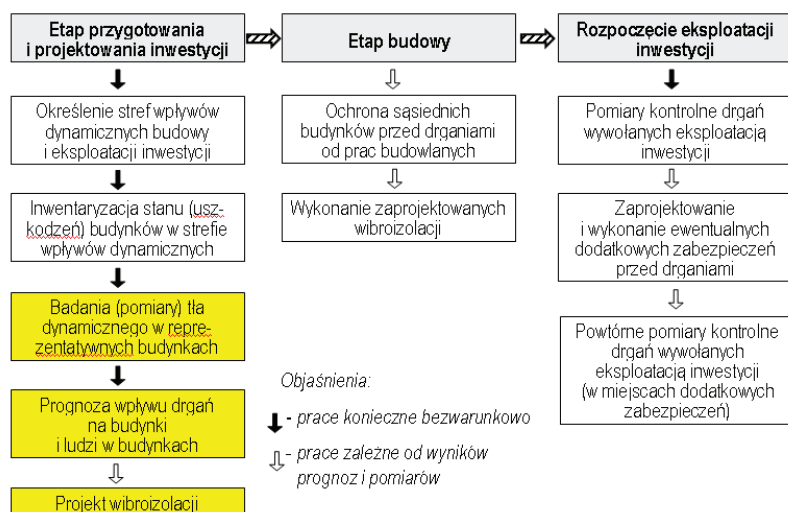 Etap przygotowania
i projektowania inwestycji
Określenie stref wpływów
dynamicznych budowy
i eksploatacji inwestycji
Inwentaryzacja stanu (usz-
kodzeń) budynków w strefie
wpływów dynamicznych
Badania (pomiary) tła
dynamicznego w repre-
zentatywnych budynkach
Prognoza wpływu drgań
na budynki
i ludzi w budynkach
Projekt wibroizolacji
Etap budowy
Ochrona sąsiednich
budynków przed drganiami
od prac budowlanych
Wykonanie zaprojektowanych
wibroizolacji
Rozpoczęcie eksploatacji
inwestycji
Pomiary kontrolne drgań
wywołanych eksploatacją
inwestycji
Zaprojektowanie
i wykonanie ewentualnych
dodatkowych zabezpieczeń
przed drganiami
Powtórne pomiary kontrolne
drgań wywołanych
eksploatacją inwestycji
(w miejscach dodatkowych
zabezpieczeń)
Objaśnienia:
- prace konieczne bezwarunkowo
- prace zależne od wyników
prognoz i pomiarów